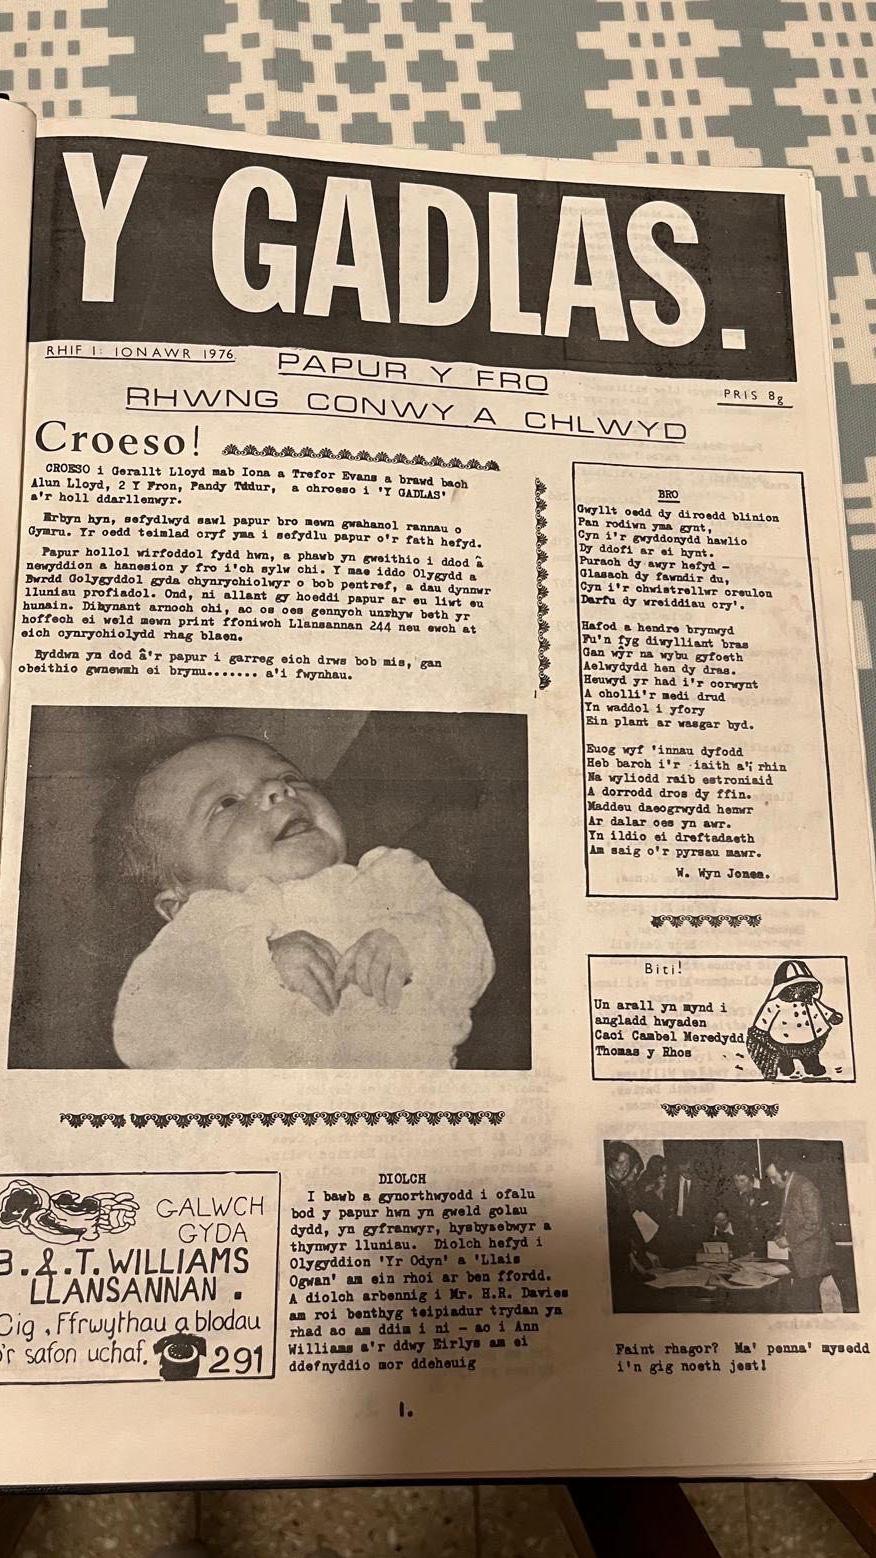 Y GADLAS.
RHIF 1: IONAWR 1976
PAPUR Y FRO
RHWNG CONWY A CHLWYD
PRIS 8g
Croeso!
CROESO i Gerallt Lloyd mab Iona a Trefor Evans a brawd bach
Alun Lloyd, 2 Y Fron, Pandy Tudur, a chroeso i 'Y GADLAS'
a'r holl ddarllenwyr.
Erbyn hyn, sefydlwyd sawl papur bro mewn gwahanol rannau o
Gymru. Yr oedd teimlad cryf yma i sefydlu papur o'r fath hefyd.
Papur hollol wirfoddol fydd hwn, a phawb yn gweithio i ddod â
newyddion a hanesion y fro i'ch sylw chi. Y mae iddo Olygydd a
Bwrdd Golygyddol gyda chynrychiolwyr o bob pentref, a dau dynnwr
lluniau profiadol. Ond, ni allant gy hoeddi papur ar eu liwt eu
hunain. Dibynant arnoch chi, ac os oes gennych unrhyw beth yr
hoffech ei weld mewn print ffoniwch Llansannan 244 neu ewch at
eich cynrychiolydd rhag blaen.
Byddwn yn dod â'r papur i garreg eich drws bob mis, gan
obeithio gwnewch ei brynu....... a'i fwynhau.
BRO
Gwyllt oedd dy diroedd blinion
Pan rodiwn yma gynt,
Cyn i'r gwyddonydd hawlio
Dy ddofi ar ei hynt.
Purach dy awyr hefyd -
Glasach dy fawndir du,
Cyn i'r chwistrellwr creulon
Darfu dy wreiddiau cry'.
Hafod a hendre brynwyd
Fu'n fyg diwylliant bras
Gan wŷr na wybu gyfoeth
Aelwydydd hen dy dras.
Heuwyd yr had i'r corwynt
A cholli'r medi drud
Yn waddol i yfory
Ein plant ar wasgar byd.
Euog wyf 'innau dyfodd
Heb barch i'r iaith a'i rhin
Na wyliodd raib estroniaid
A dorrodd dros dy ffin.
Maddeu daeogrwydd henwr
Ar dalar oes yn awr.
Yn ildio ei dreftadaeth
Am saig o'r pyrsau mawr.
W. Wyn Jones.
Biti!
Un arall yn mynd i
angladd hwyaden
Caci Cambel Meredydd
Thomas y Rhos
GALWCH
GYDA
B. & T. WILLIAMS
LLANSANNAN.
Cig, Ffrwythau a blodau
o'r safon uchaf. 291
DIOLCH
I bawb a gynorthwyodd i ofalu
bod y papur hwn yn gweld golau
dydd, yn gyfranwyr, hysbysebwyr a
thynwyr lluniau. Diolch hefyd i
Olygyddion 'Yr Odyn' a 'Llais
Ogwan' am ein rhoi ar ben ffordd.
A diolch arbennig i Mr. H.R. Davies
am roi benthyg teipiadur trydan yn
rhad ac am ddim i ni - ac i Ann
Williams a'r ddwy Eirlys am ei
ddefnyddio mor ddeheuig
Faint rhagor? Ma' penna' mysedd
i'n gig noeth jest!
1.